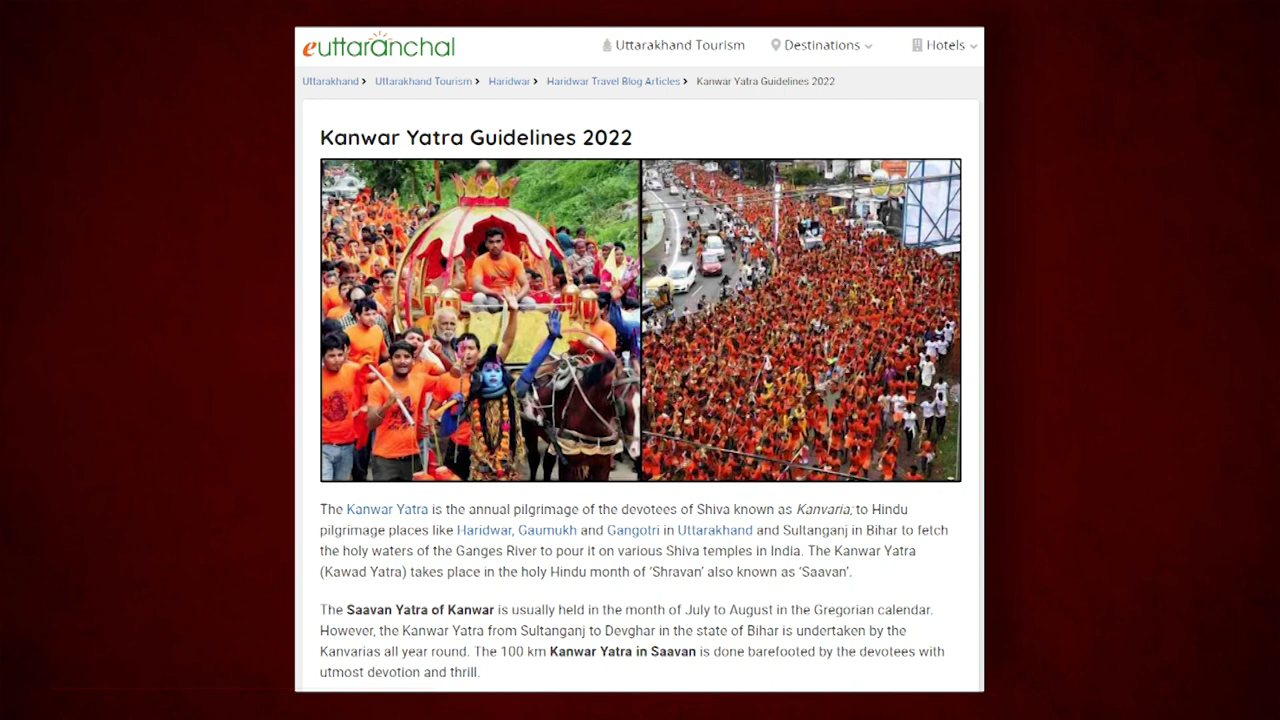 euttaranchal
Uttarakhand Tourism Destinations Hotels
Uttarakhand Uttarakhand Tourism Haridwar Haridwar Travel Blog Articles Kanwar Yatra Guidelines 2022
Kanwar Yatra Guidelines 2022
The Kanwar Yatra is the annual pilgrimage of the devotees of Shiva known as Kanvaria; to Hindu
pilgrimage places like Haridwar, Gaumukh and Gangotri in Uttarakhand and Sultanganj in Bihar to fetch
the holy waters of the Ganges River to pour it on various Shiva temples in India. The Kanwar Yatra
(Kawad Yatra) takes place in the holy Hindu month of ‘Shravan’ also known as ‘Saavan’.
The Saavan Yatra of Kanwar is usually held in the month of July to August in the Gregorian calendar.
However, the Kanwar Yatra from Sultanganj to Devghar in the state of Bihar is undertaken by the
Kanvarias all year round. The 100 km Kanwar Yatra in Saavan is done barefooted by the devotees with
utmost devotion and thrill.